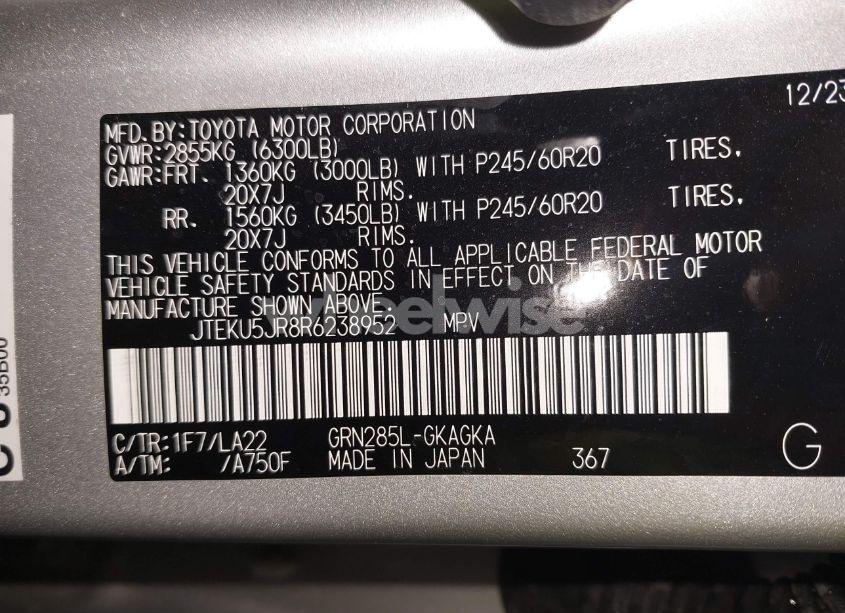 12/23
MFD.BY:TOYOTA MOTOR CORPORATION
GVWR:2855KG (6300LB)
GAWR:FRT. 1360KG (3000LB) WITH P245/60R20 TIRES.
20X7J RIMS.
RR. 1560KG (3450LB) WITH P245/60R20 TIRES.
20X7J RIMS.
THIS VEHICLE CONFORMS TO ALL APPLICABLE FEDERAL MOTOR
VEHICLE SAFETY STANDARDS IN EFFECT ON THE DATE OF
MANUFACTURE SHOWN ABOVE.
JTEKU5JR8R6238952 MPV
wheelwise
C/TR:1F7/LA22 GRN285L-GKAGKA
A/TM: /A750F MADE IN JAPAN 367 G
35B00